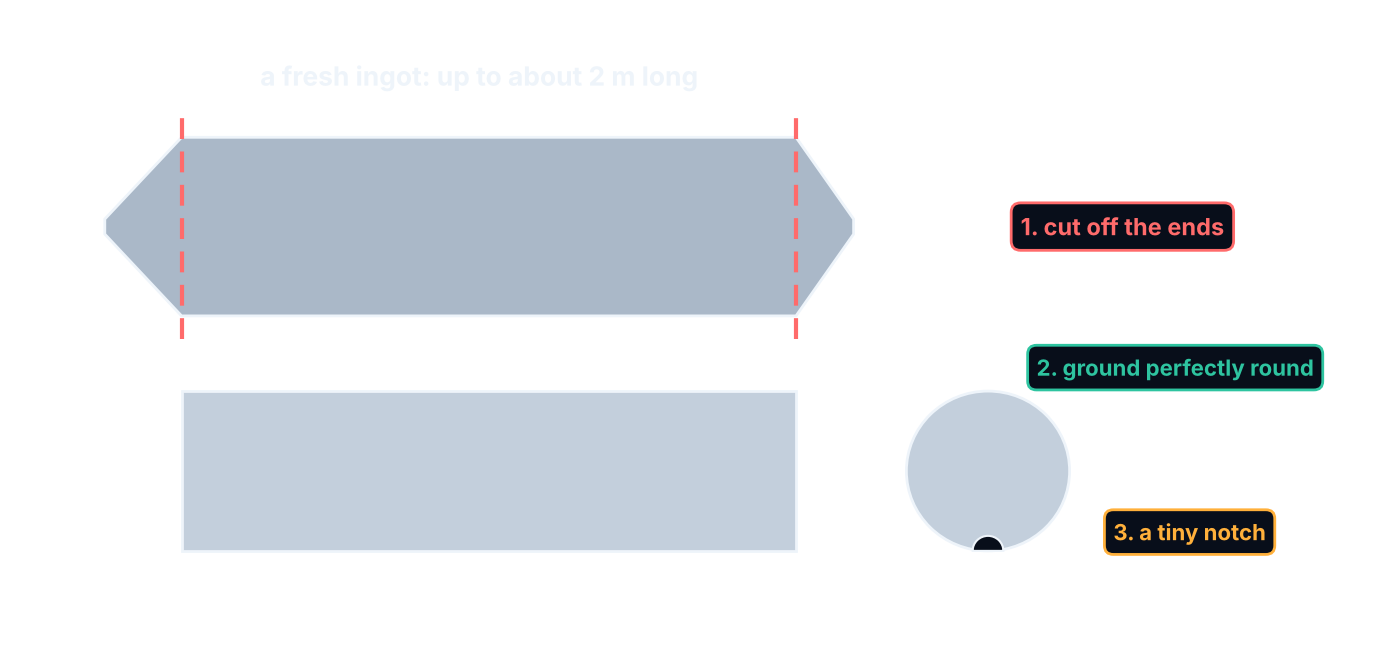 a fresh ingot: up to about 2 m long
1. cut off the ends
2. ground perfectly round
3. a tiny notch